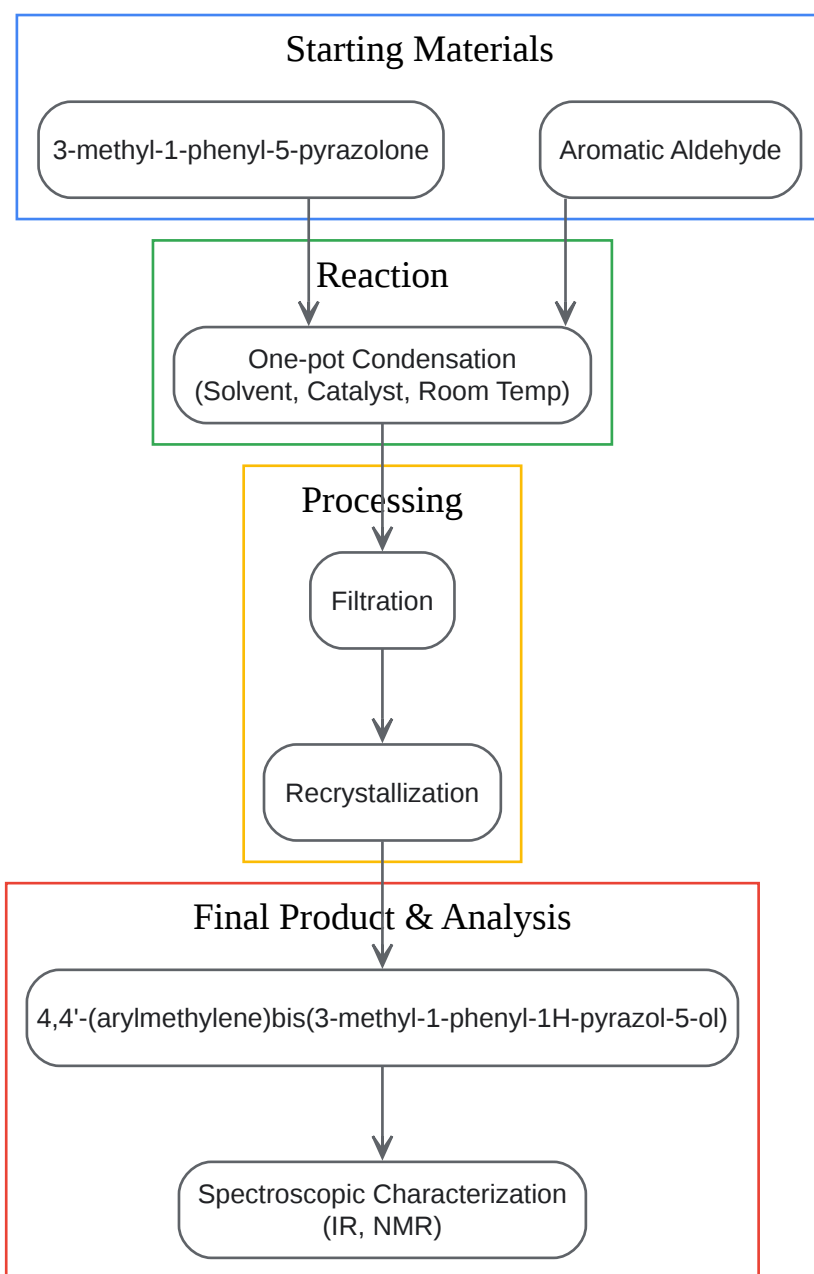 Starting Materials
3-methyl-1-phenyl-5-pyrazolone
Aromatic Aldehyde
Reaction
One-pot Condensation
(Solvent, Catalyst, Room Temp)
Processing
Filtration
Recrystallization
Final Product & Analysis
4,4'-(arylmethylene)bis(3-methyl-1-phenyl-1H-pyrazol-5-ol)
Spectroscopic Characterization
(IR, NMR)